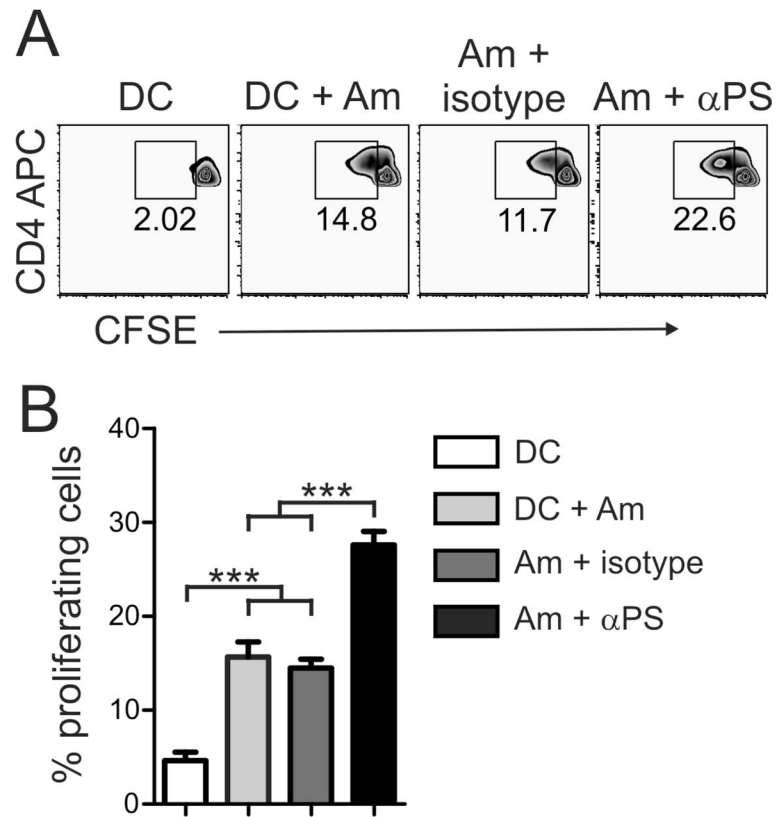 A
DC
DC + Am
Am +
isotype
Am + αPS
CD4 APC
2.02
14.8
11.7
22.6
CFSE
B
% proliferating cells
40
30
20
10
0
***
***
DC
DC + Am
Am + isotype
Am + αPS